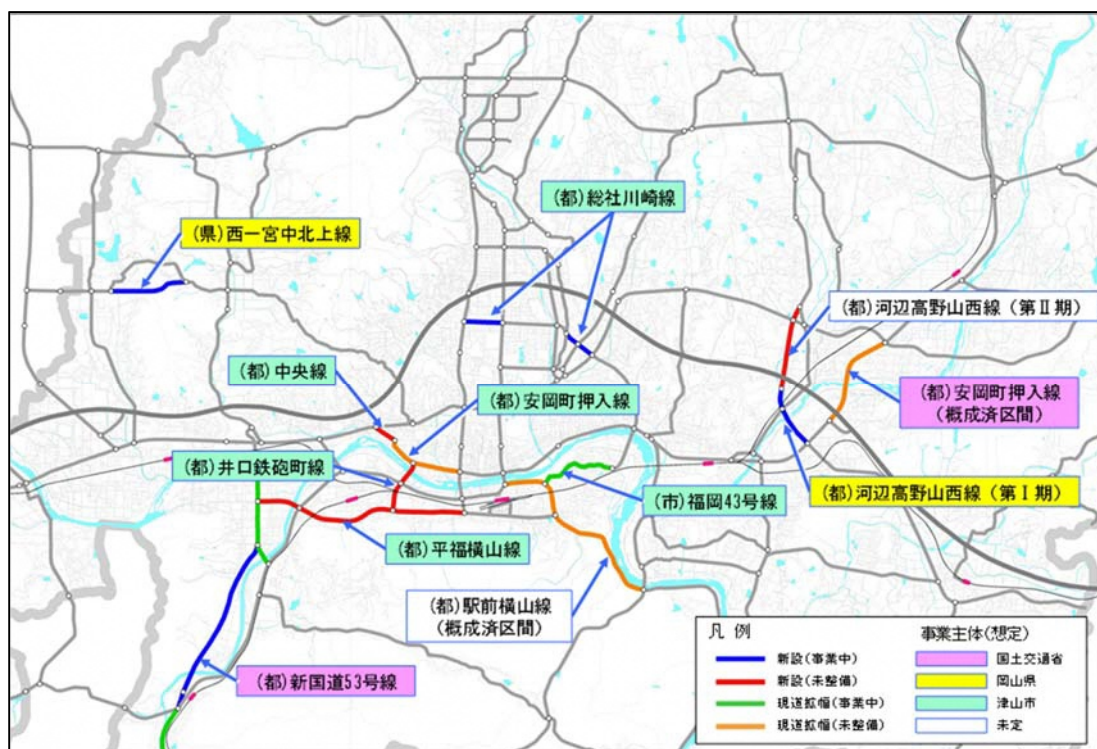 (都)総社川崎線
(県)西一宮中北上線
(都)河辺高野山西線(第Ⅱ期)
(都)中央線
(都)安岡町押入線
(都)安岡町押入線
(概成済区間)
(都)井口鉄砲町線
(市)福岡43号線
(都)河辺高野山西線(第Ⅰ期)
(都)平福横山線
(都)駅前横山線
(概成済区間)
(都)新国道53号線
凡例
事業主体(想定)
新設(事業中)
国土交通省
新設(未整備)
岡山県
現道拡幅(事業中)
津山市
現道拡幅(未整備)
未定